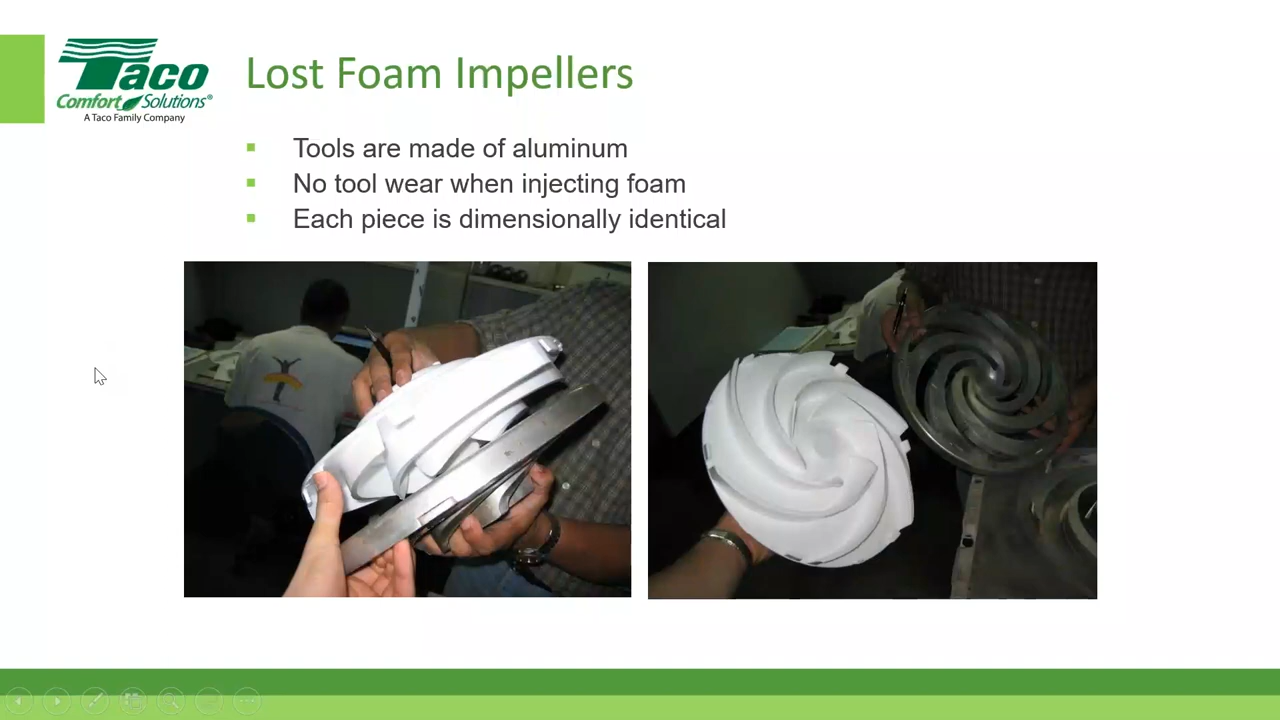 Taco
Comfort Solutions®
A Taco Family Company
Lost Foam Impellers
Tools are made of aluminum
No tool wear when injecting foam
Each piece is dimensionally identical